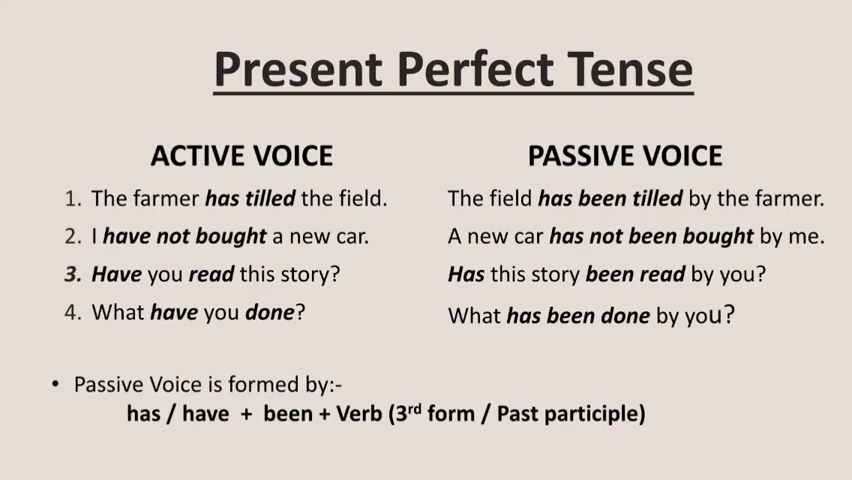 Present Perfect Tense
ACTIVE VOICE
1. The farmer has tilled the field.
2. I have not bought a new car.
3. Have you read this story?
4. What have you done?
PASSIVE VOICE
The field has been tilled by the farmer.
A new car has not been bought by me.
Has this story been read by you?
What has been done by you?
• Passive Voice is formed by:-
has / have + been + Verb (3rd form / Past participle)